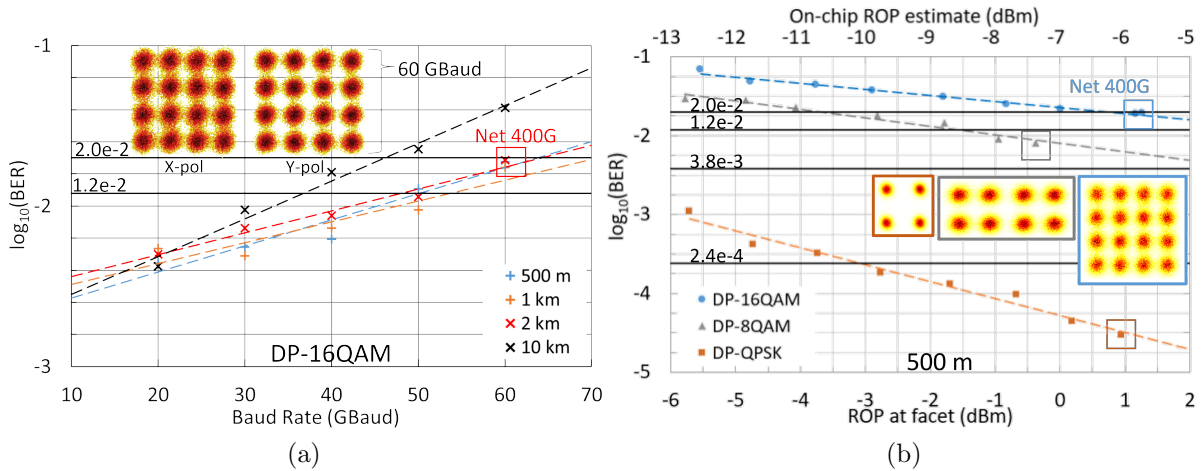 (a)
-1
-2
-3
log10(BER)
60 GBaud
X-pol Y-pol
Net 400G
2.0e-2
1.2e-2
500 m
1 km
2 km
10 km
DP-16QAM
10 20 30 40 50 60 70
Baud Rate (GBaud)
(a)
On-chip ROP estimate (dBm)
-13 -12 -11 -10 -9 -8 -7 -6 -5
-1
-2
-3
-4
-5
log10(BER)
Net 400G
2.0e-2
1.2e-2
3.8e-3
2.4e-4
DP-16QAM
DP-8QAM
DP-QPSK
500 m
-6 -5 -4 -3 -2 -1 0 1 2
ROP at facet (dBm)
(b)